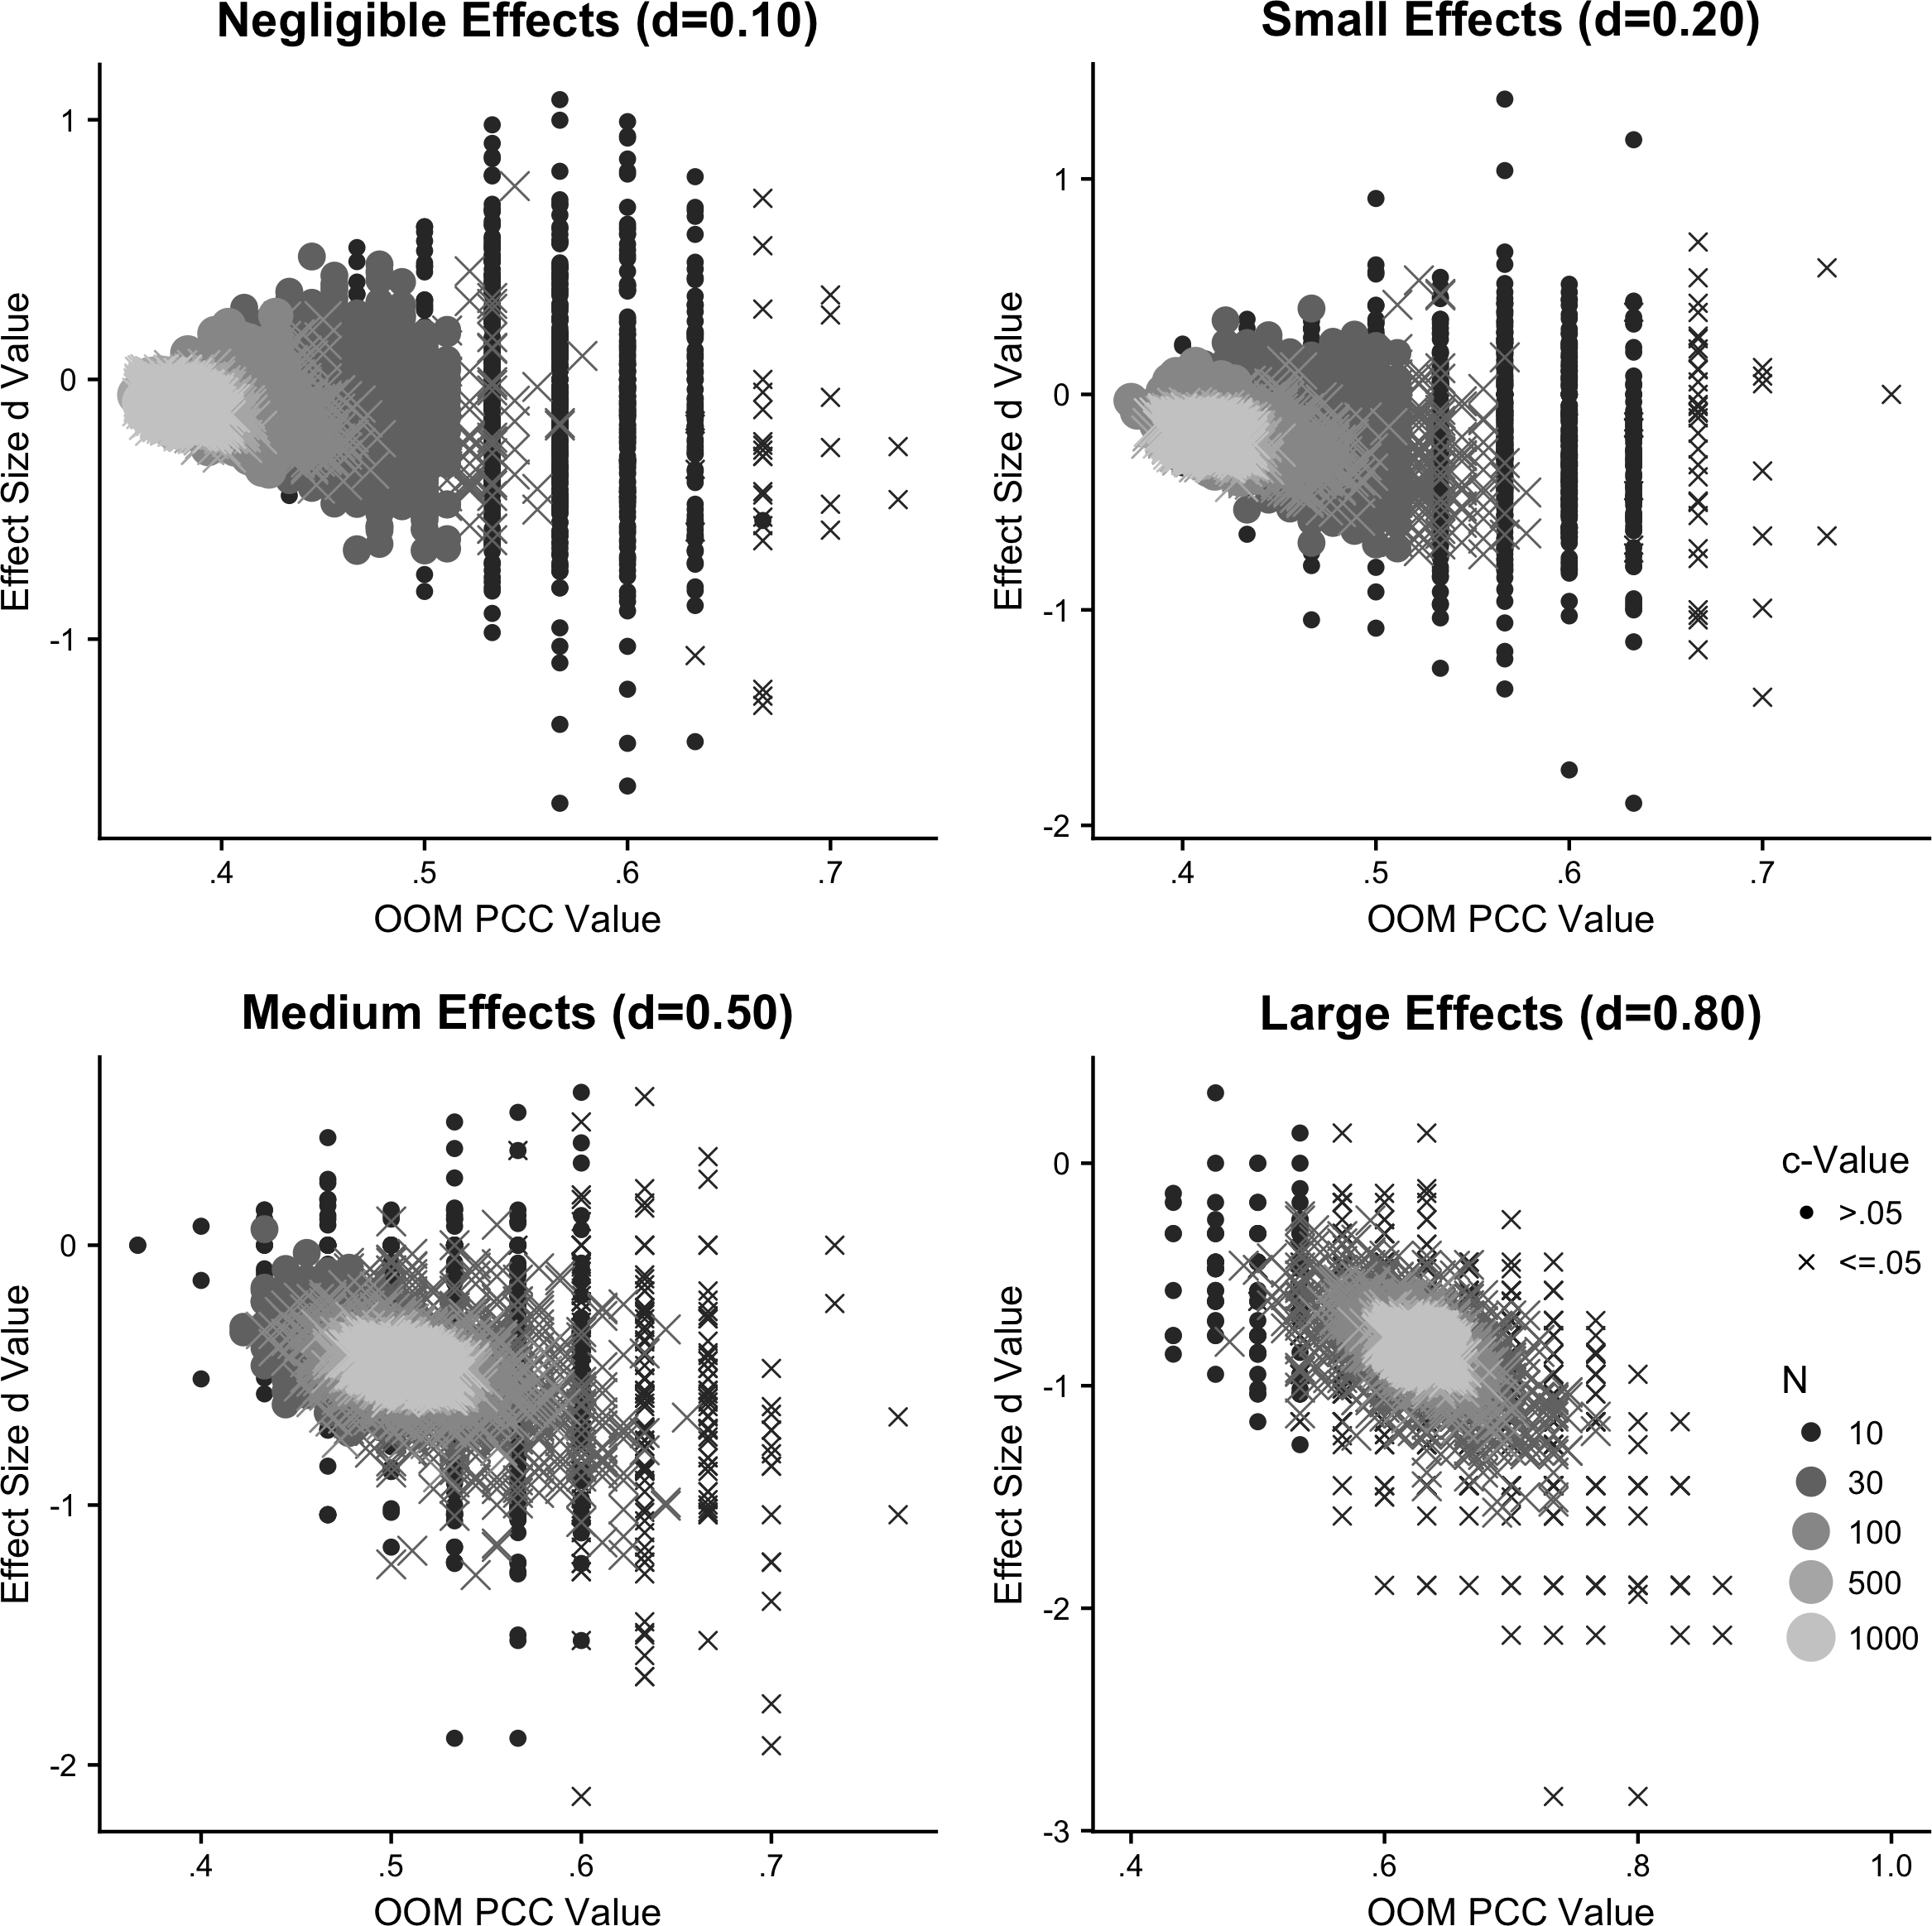 Negligible Effects (d=0.10)
Effect Size d Value
1
0
-1
.4 .5 .6 .7
OOM PCC Value
Small Effects (d=0.20)
Effect Size d Value
1
0
-1
-2
.4 .5 .6 .7
OOM PCC Value
Medium Effects (d=0.50)
Effect Size d Value
0
-1
-2
.4 .5 .6 .7
OOM PCC Value
Large Effects (d=0.80)
Effect Size d Value
0
-1
-2
-3
.4 .6 .8 1.0
OOM PCC Value
c-Value
>.05
<=.05
N
10
30
100
500
1000